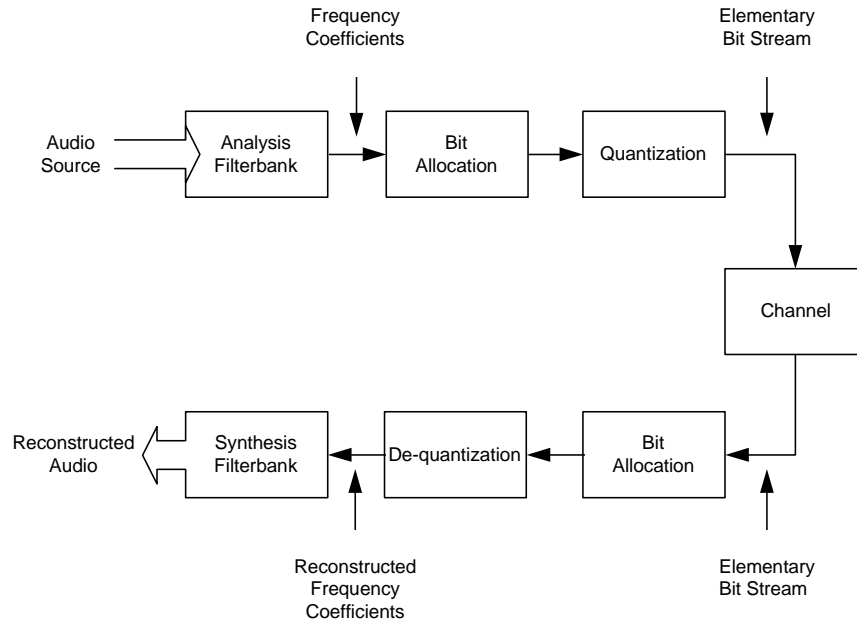 Frequency
Coefficients
Elementary
Bit Stream
Audio
Source
Analysis
Filterbank
Bit
Allocation
Quantization
Channel
Reconstructed
Audio
Synthesis
Filterbank
De-quantization
Bit
Allocation
Reconstructed
Frequency
Coefficients
Elementary
Bit Stream